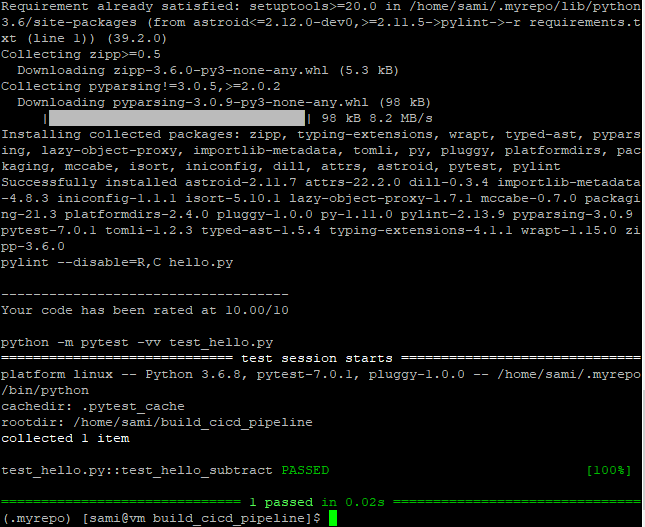 Requirement already satisfied: setuptools>=20.0 in /home/sami/.myrepo/lib/python
3.6/site-packages (from astroid<=2.12.0-dev0,>=2.11.5->pylint->-r requirements.t
xt (line 1)) (39.2.0)
Collecting zipp>=0.5
  Downloading zipp-3.6.0-py3-none-any.whl (5.3 kB)
Collecting pyparsing!=3.0.5,>=2.0.2
  Downloading pyparsing-3.0.9-py3-none-any.whl (98 kB)
     |████████████████████████████████| 98 kB 8.2 MB/s
Installing collected packages: zipp, typing-extensions, wrapt, typed-ast, pypars
ing, lazy-object-proxy, importlib-metadata, tomli, py, pluggy, platformdirs, pac
kaging, mccabe, isort, iniconfig, dill, attrs, astroid, pytest, pylint
Successfully installed astroid-2.11.7 attrs-22.2.0 dill-0.3.4 importlib-metadata
-4.8.3 iniconfig-1.1.1 isort-5.10.1 lazy-object-proxy-1.7.1 mccabe-0.7.0 packagi
ng-21.3 platformdirs-2.4.0 pluggy-1.0.0 py-1.11.0 pylint-2.13.9 pyparsing-3.0.9
pytest-7.0.1 tomli-1.2.3 typed-ast-1.5.4 typing-extensions-4.1.1 wrapt-1.15.0 zi
pp-3.6.0
pylint --disable=R,C hello.py
------------------------------------
Your code has been rated at 10.00/10
python -m pytest -vv test_hello.py
============================= test session starts ==============================
platform linux -- Python 3.6.8, pytest-7.0.1, pluggy-1.0.0 -- /home/sami/.myrepo
/bin/python
cachedir: .pytest_cache
rootdir: /home/sami/build_cicd_pipeline
collected 1 item
test_hello.py::test_hello_subtract PASSED                                [100%]
============================== 1 passed in 0.02s ===============================
(.myrepo) [sami@vm build_cicd_pipeline]$